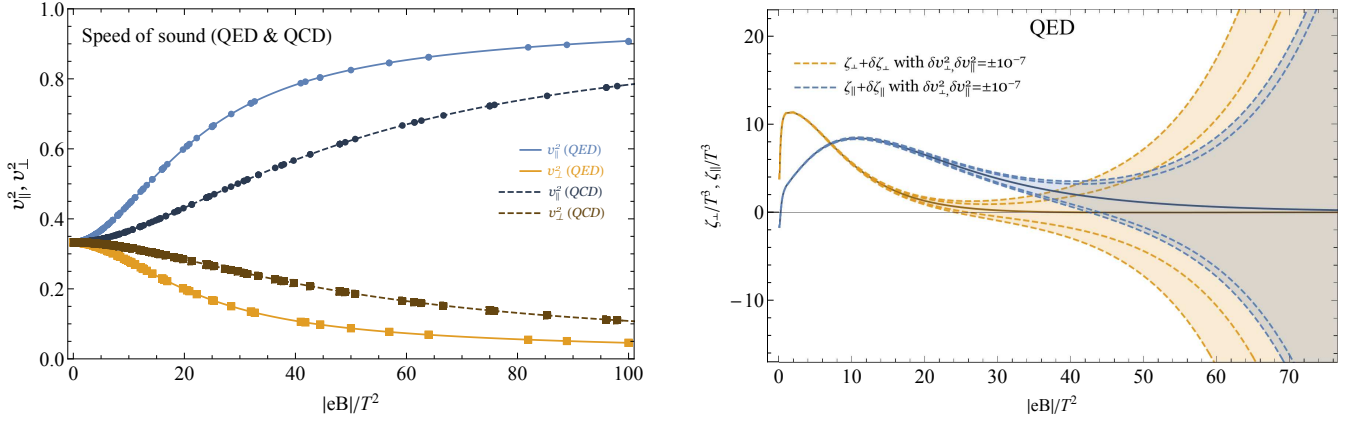 Speed of sound (QED & QCD)
1.0
0.8
0.6
0.4
0.2
0.0
v∥², v⊥²
v∥² (QED)
v⊥² (QED)
v∥² (QCD)
v⊥² (QCD)
0 20 40 60 80 100
|eB|/T²
QED
ζ⊥+δζ⊥ with δv⊥²,δv∥²=±10⁻⁷
ζ∥+δζ∥ with δv⊥²,δv∥²=±10⁻⁷
20
10
0
−10
ζ⊥/T³, ζ∥/T³
0 10 20 30 40 50 60 70
|eB|/T²